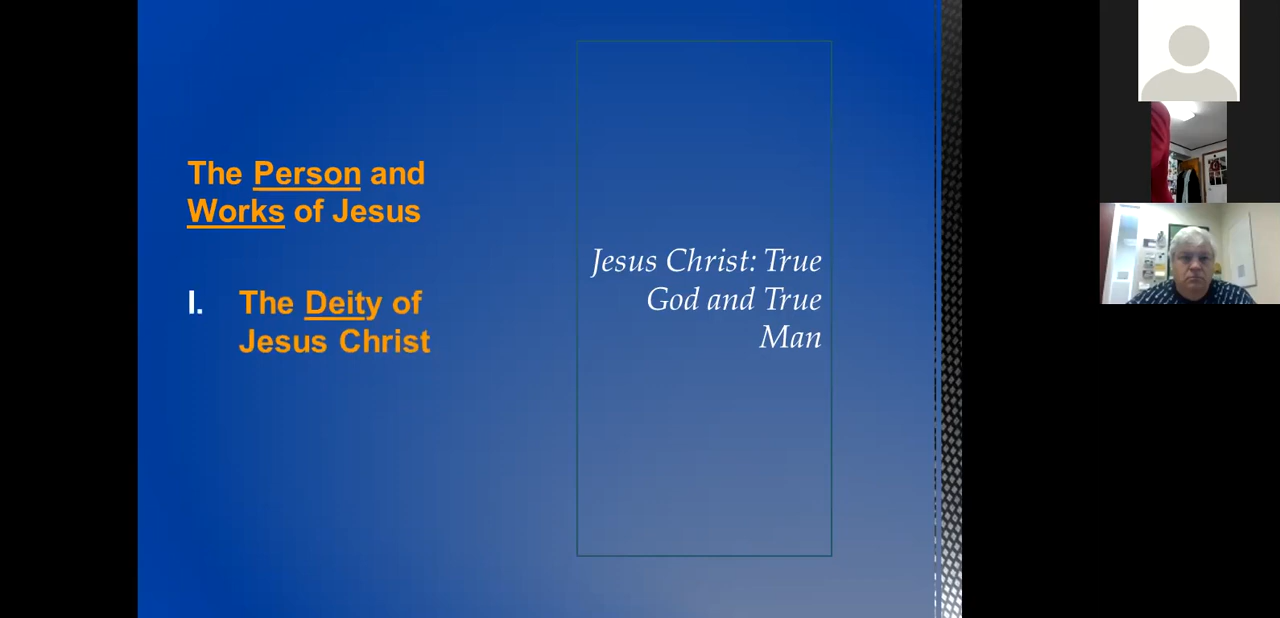 The Person and
Works of Jesus
I. The Deity of
Jesus Christ
Jesus Christ: True
God and True
Man